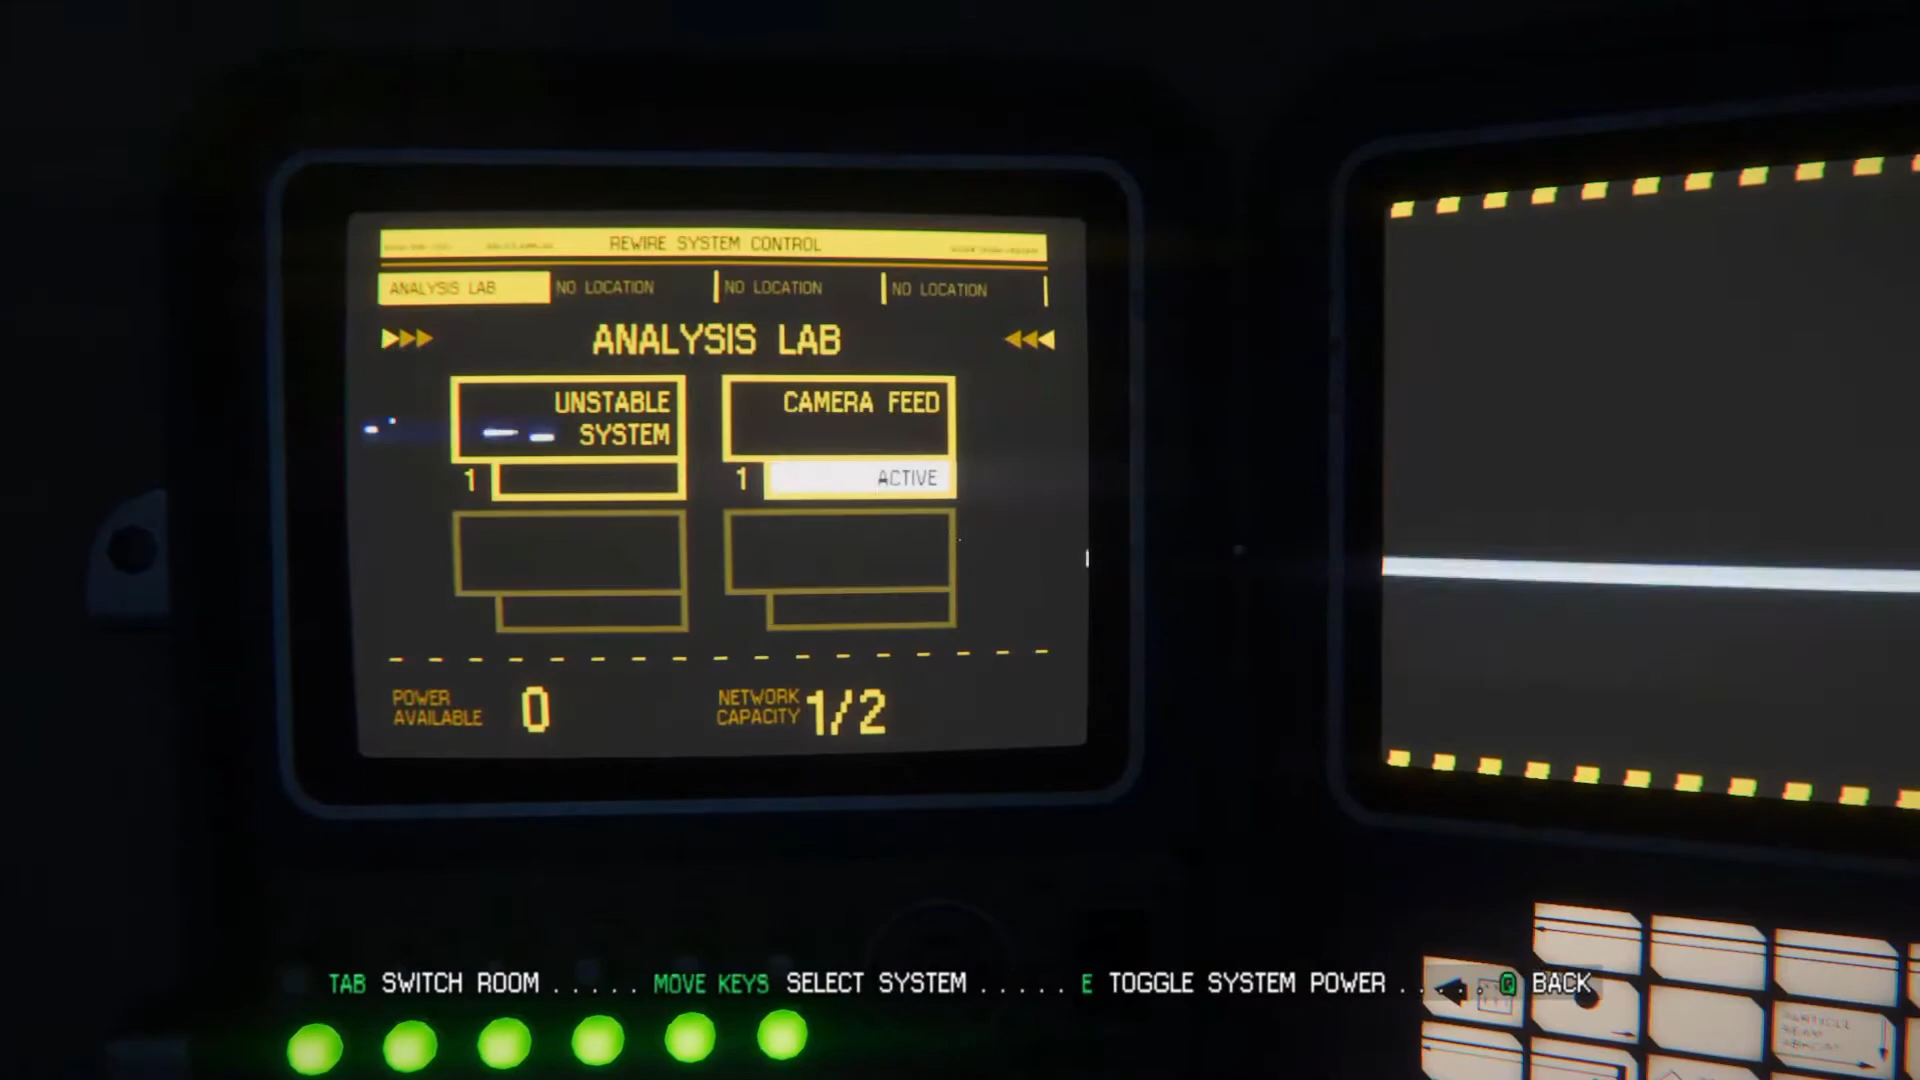 REWIRE SYSTEM CONTROL
ANALYSIS LAB NO LOCATION NO LOCATION NO LOCATION
ANALYSIS LAB
UNSTABLE
SYSTEM
1
CAMERA FEED
1 ACTIVE
POWER
AVAILABLE 0
NETWORK
CAPACITY 1/2
TAB SWITCH ROOM ..... MOVE KEYS SELECT SYSTEM ..... E TOGGLE SYSTEM POWER ..... Q BACK